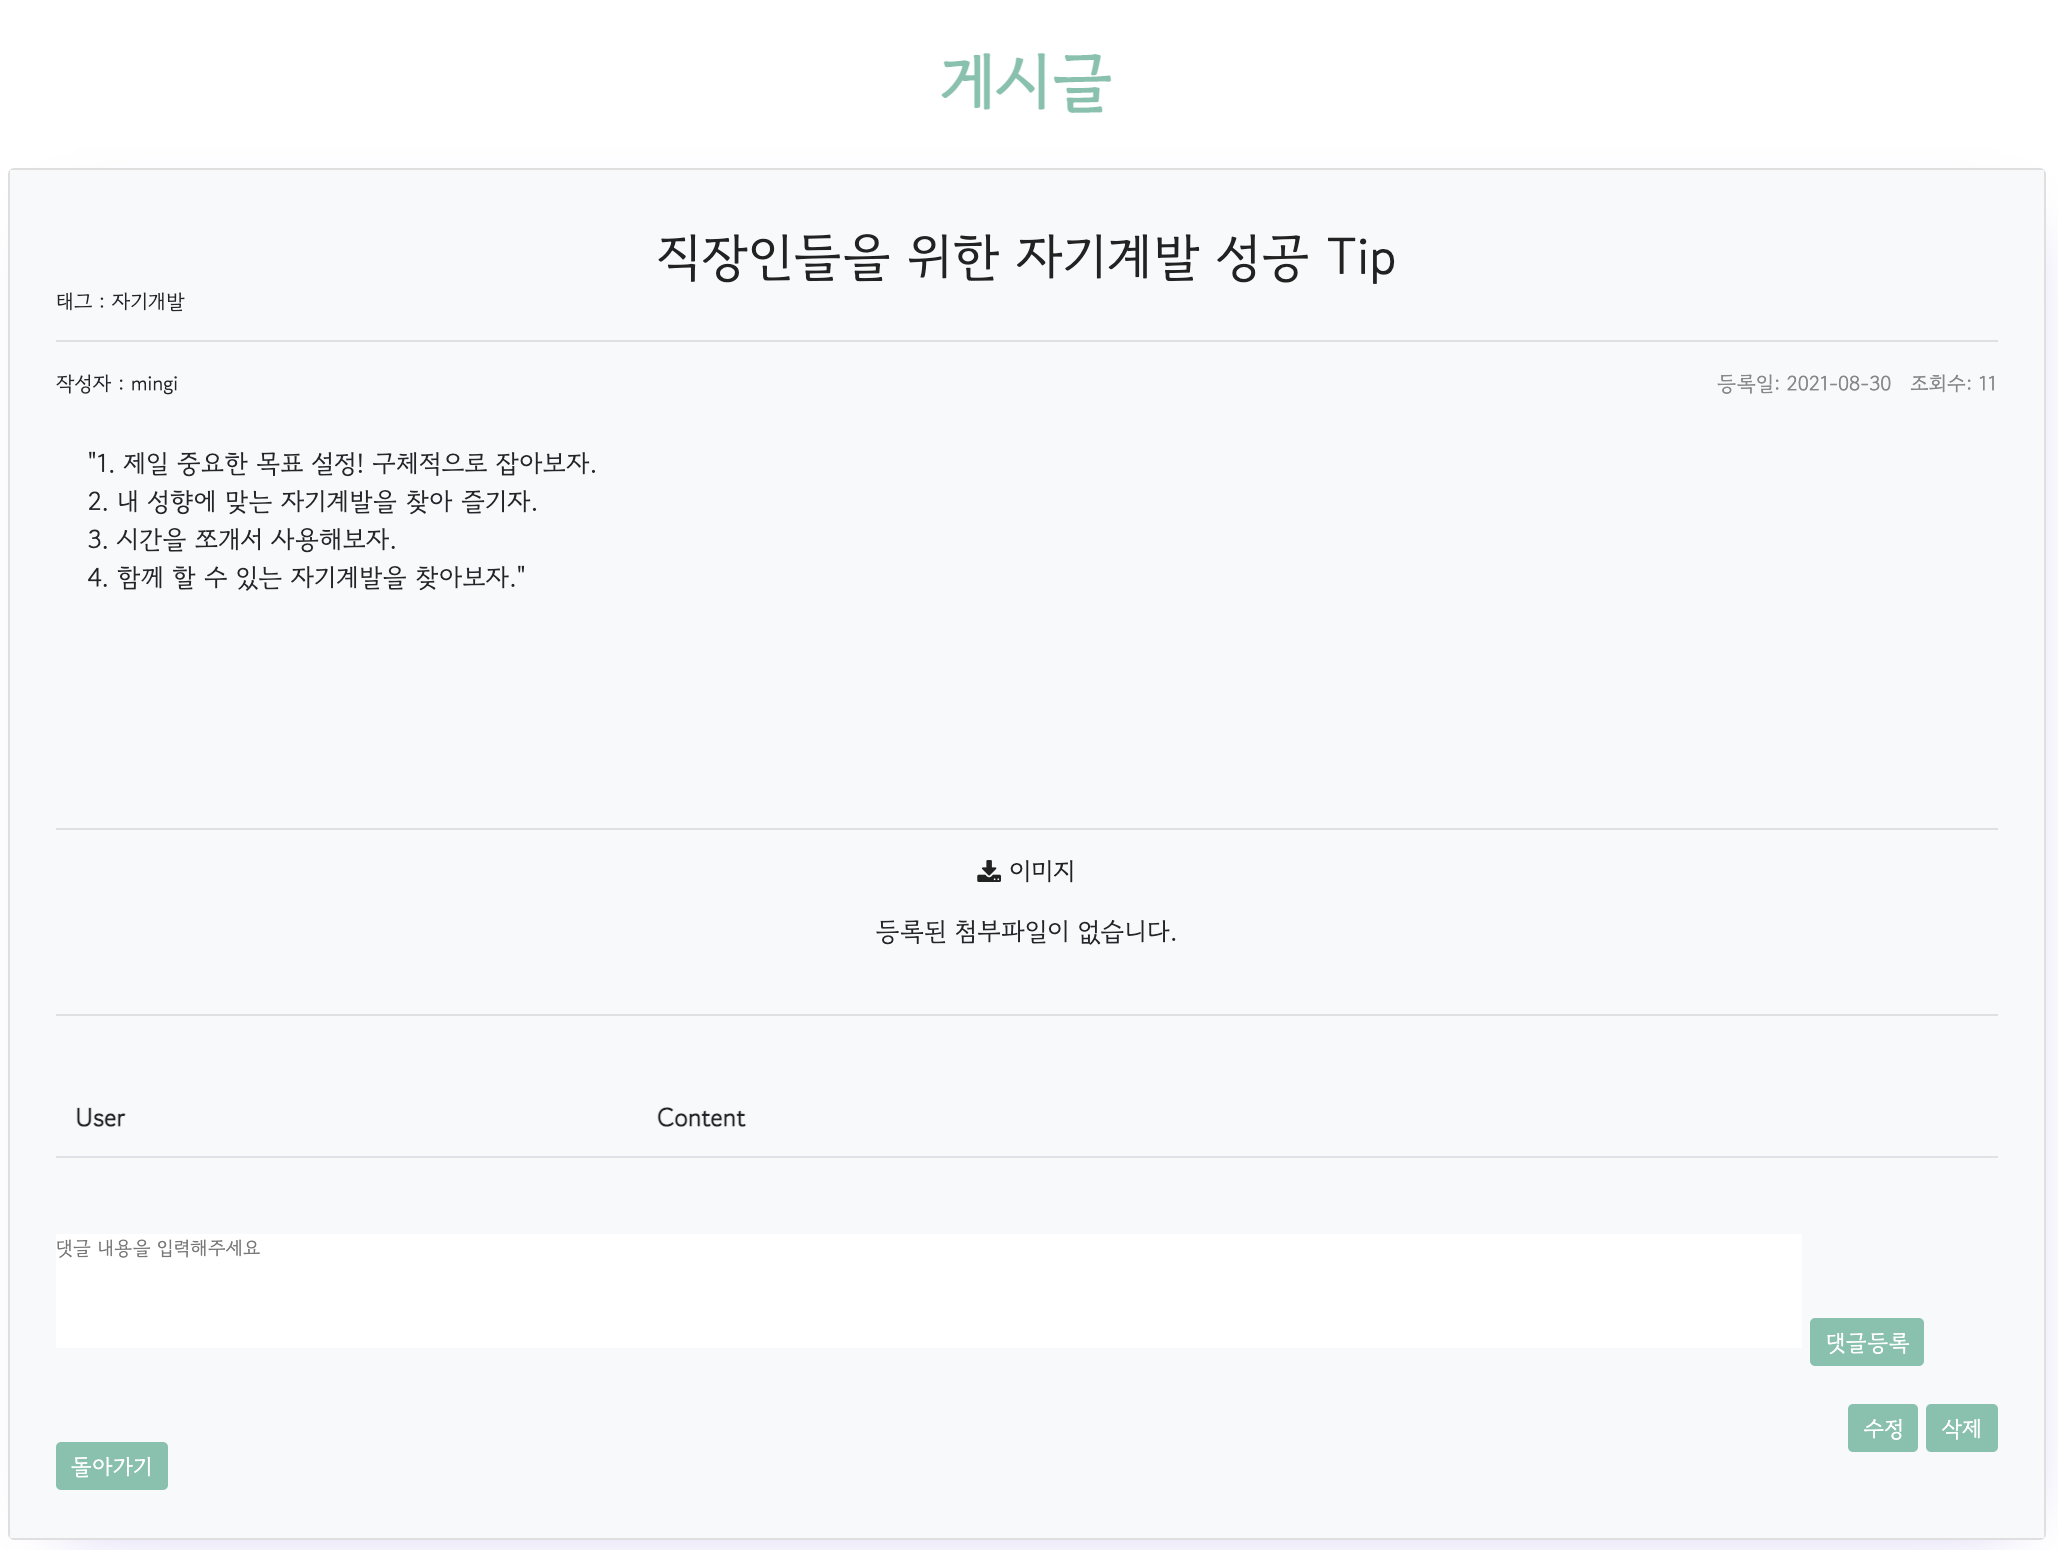 게시글
직장인들을 위한 자기계발 성공 Tip
태그 : 자기개발
작성자 : mingi
등록일: 2021-08-30 조회수: 11
"1. 제일 중요한 목표 설정! 구체적으로 잡아보자.
2. 내 성향에 맞는 자기계발을 찾아 즐기자.
3. 시간을 쪼개서 사용해보자.
4. 함께 할 수 있는 자기계발을 찾아보자."
이미지
등록된 첨부파일이 없습니다.
User Content
댓글 내용을 입력해주세요
댓글등록
수정 삭제
돌아가기